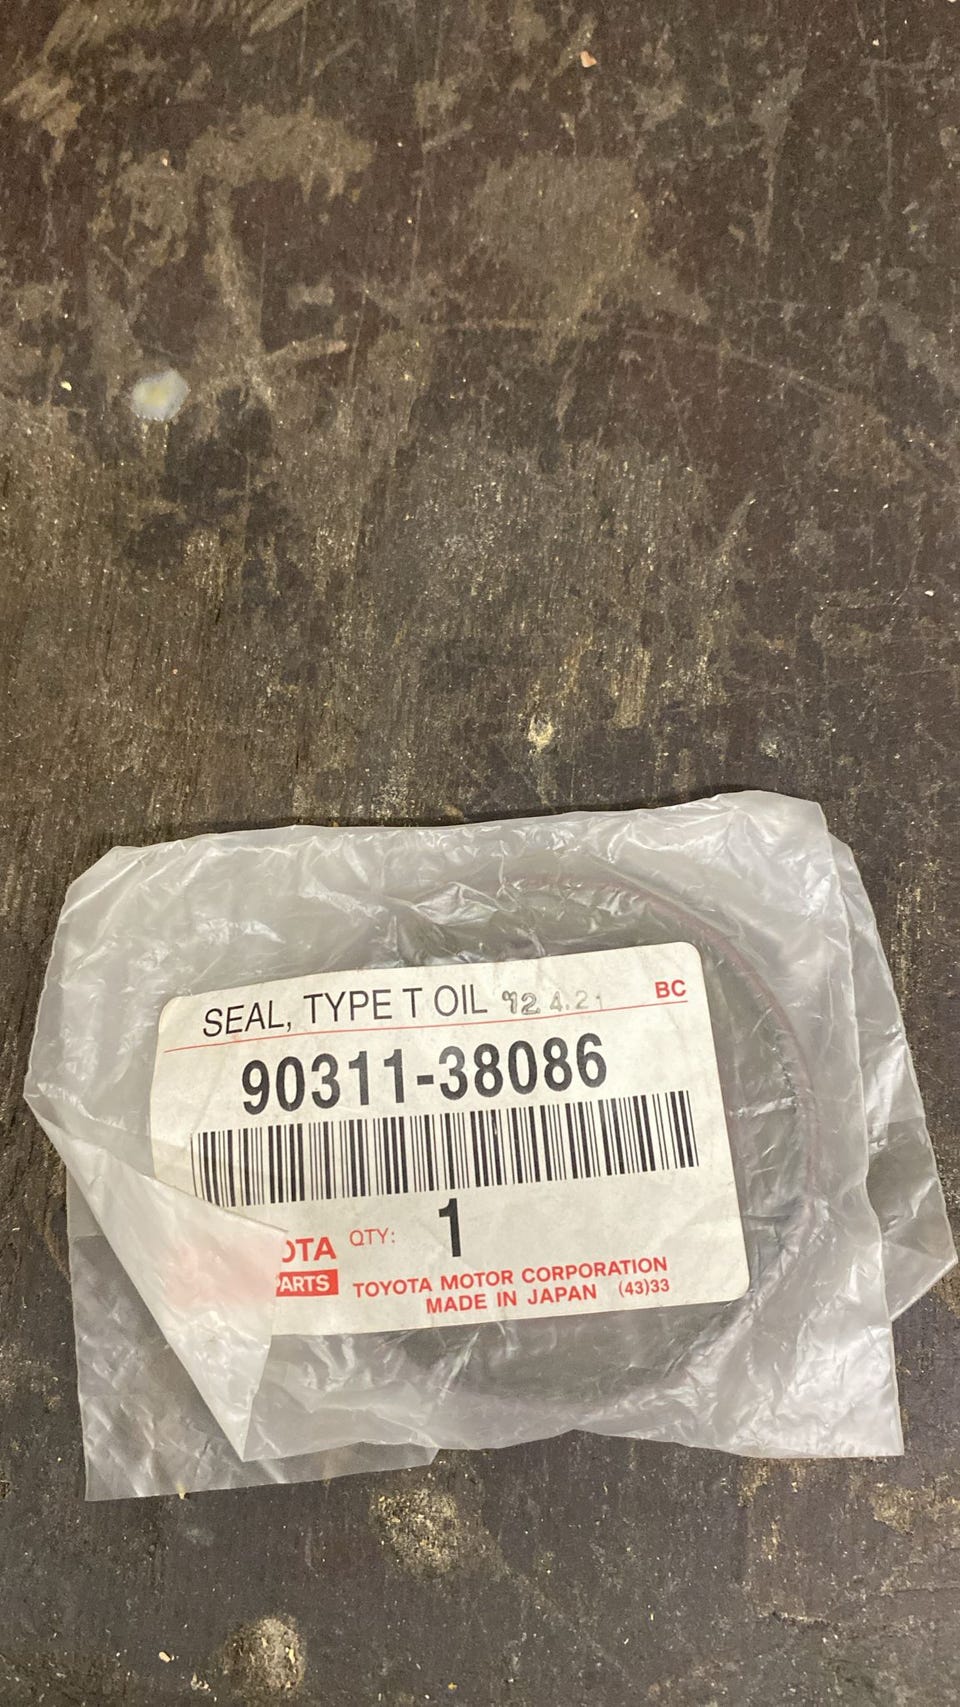 SEAL, TYPE T OIL '12 4.21 BC
90311-38086
OTA QTY: 1
PARTS TOYOTA MOTOR CORPORATION
MADE IN JAPAN (43)33